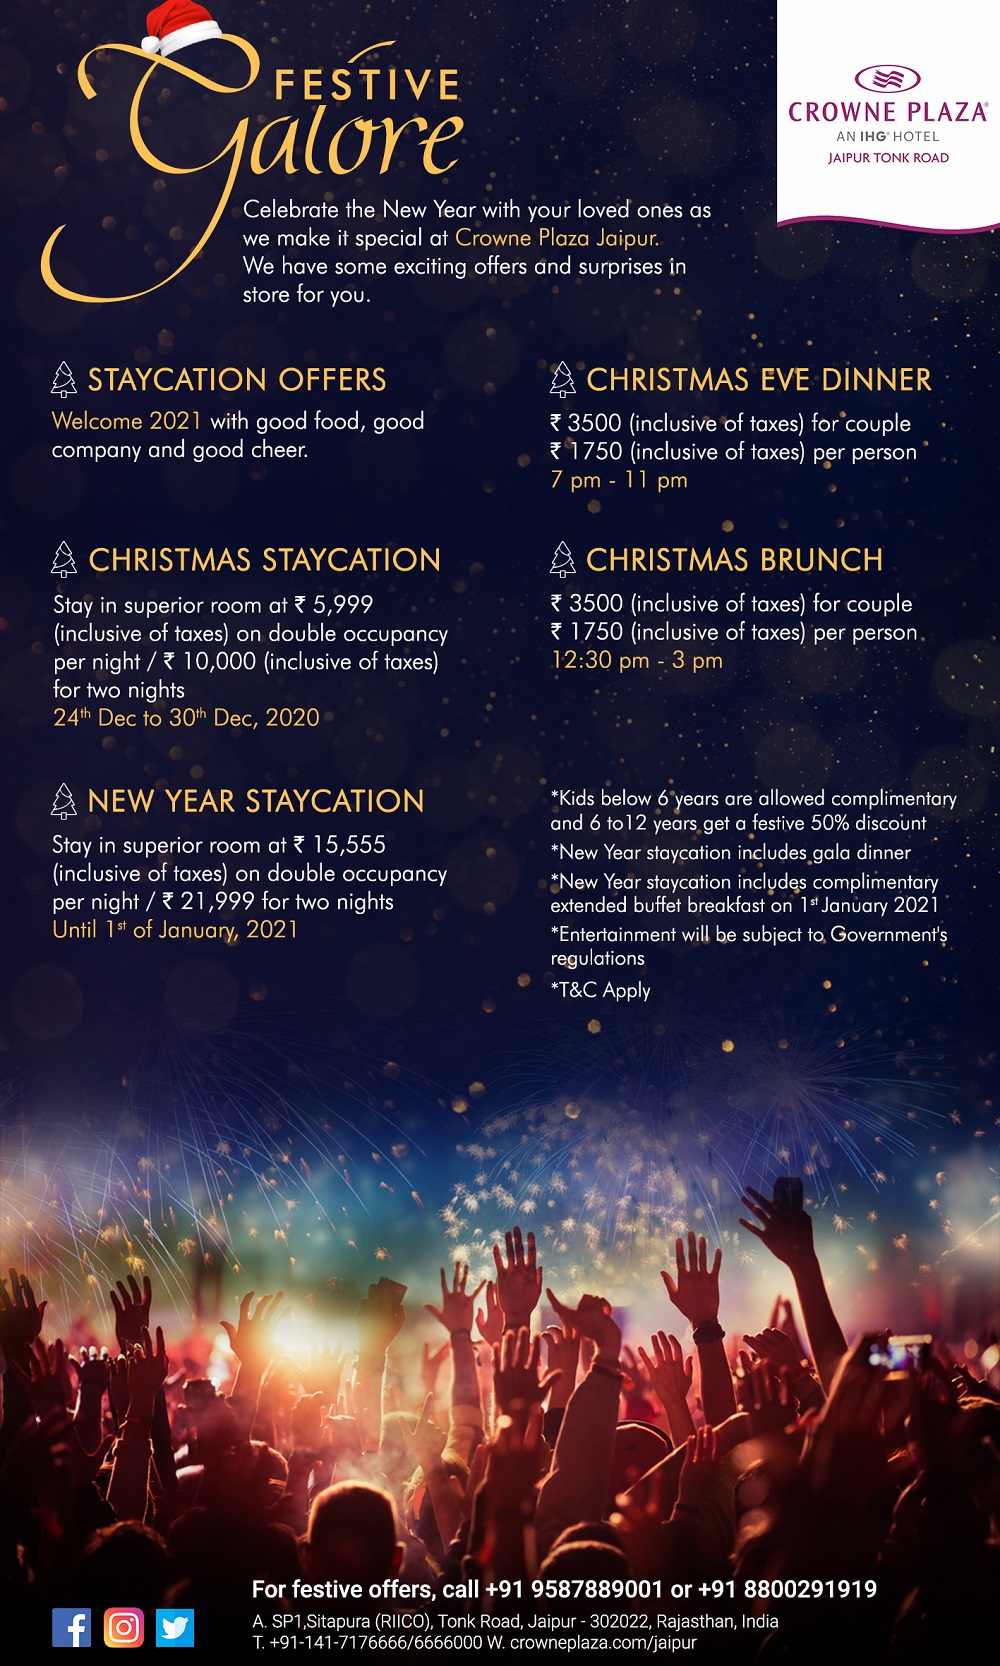 FESTIVE
Galore
CROWNE PLAZA®
AN IHG® HOTEL
JAIPUR TONK ROAD
Celebrate the New Year with your loved ones as
we make it special at Crowne Plaza Jaipur.
We have some exciting offers and surprises in
store for you.
STAYCATION OFFERS
Welcome 2021 with good food, good
company and good cheer.
CHRISTMAS EVE DINNER
₹ 3500 (inclusive of taxes) for couple
₹ 1750 (inclusive of taxes) per person
7 pm - 11 pm
CHRISTMAS STAYCATION
Stay in superior room at ₹ 5,999
(inclusive of taxes) on double occupancy
per night / ₹ 10,000 (inclusive of taxes)
for two nights
24th Dec to 30th Dec, 2020
CHRISTMAS BRUNCH
₹ 3500 (inclusive of taxes) for couple
₹ 1750 (inclusive of taxes) per person
12:30 pm - 3 pm
NEW YEAR STAYCATION
Stay in superior room at ₹ 15,555
(inclusive of taxes) on double occupancy
per night / ₹ 21,999 for two nights
Until 1st of January, 2021
*Kids below 6 years are allowed complimentary
and 6 to12 years get a festive 50% discount
*New Year staycation includes gala dinner
*New Year staycation includes complimentary
extended buffet breakfast on 1st January 2021
*Entertainment will be subject to Government's
regulations
*T&C Apply
For festive offers, call +91 9587889001 or +91 8800291919
A. SP1,Sitapura (RIICO), Tonk Road, Jaipur - 302022, Rajasthan, India
T. +91-141-7176666/6666000 W. crowneplaza.com/jaipur